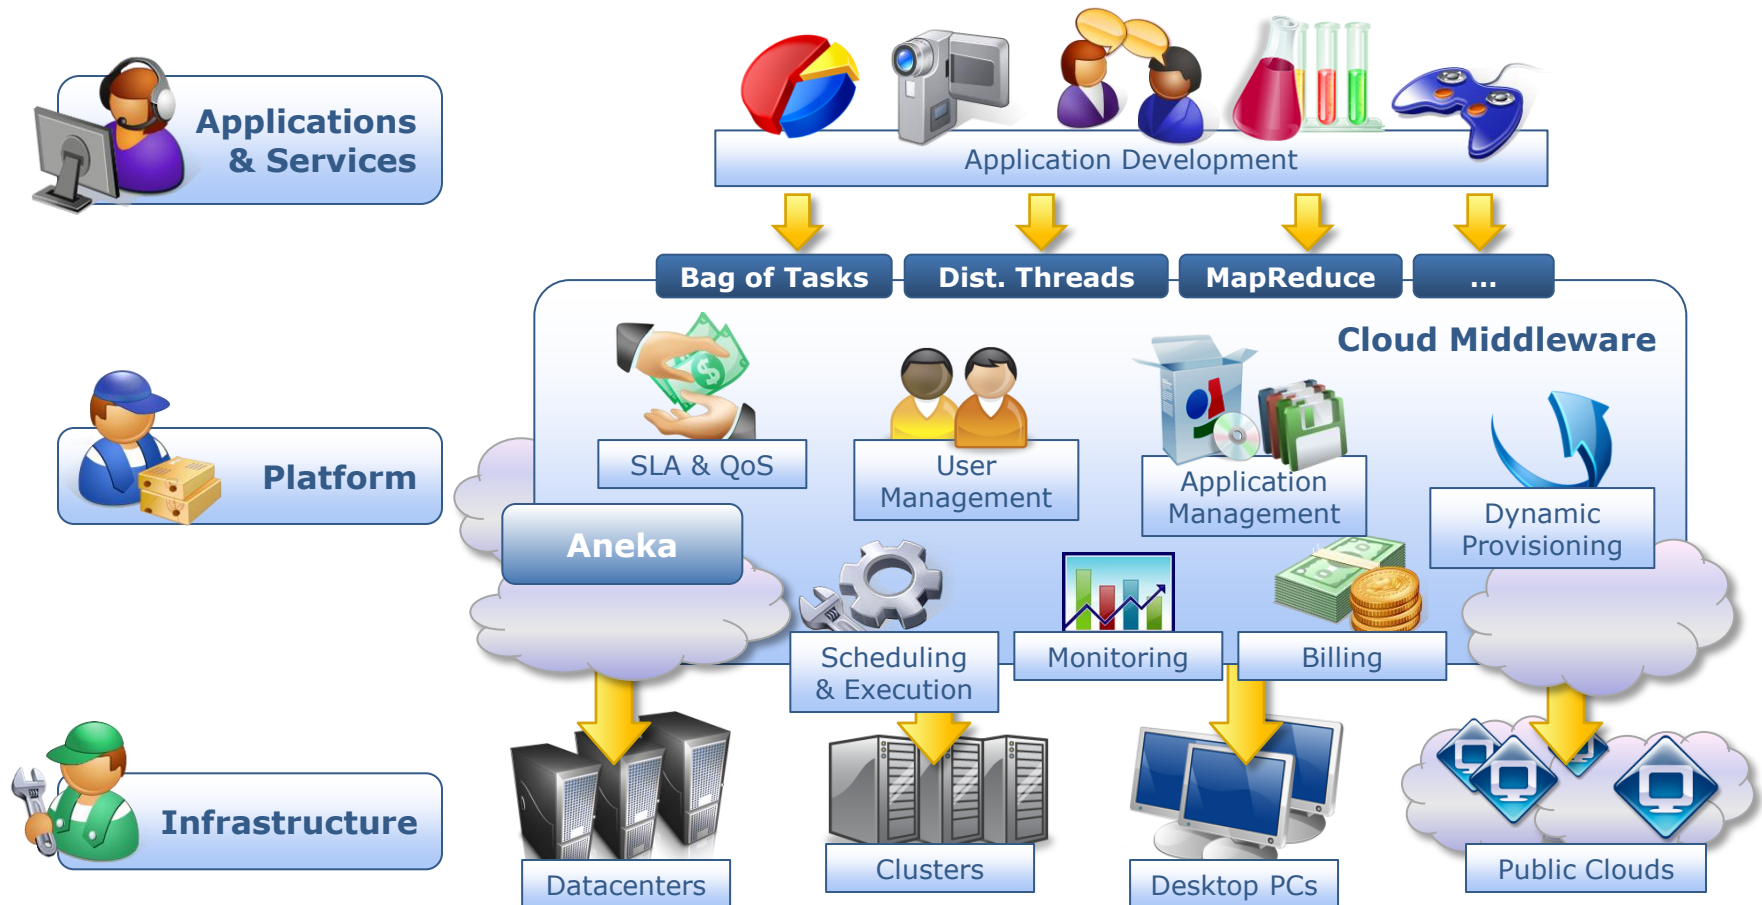 Applications
& Services
Application Development
Bag of Tasks
Dist. Threads
MapReduce
...
Cloud Middleware
Platform
SLA & QoS
User
Management
Application
Management
Dynamic
Provisioning
Aneka
Scheduling
& Execution
Monitoring
Billing
Infrastructure
Datacenters
Clusters
Desktop PCs
Public Clouds